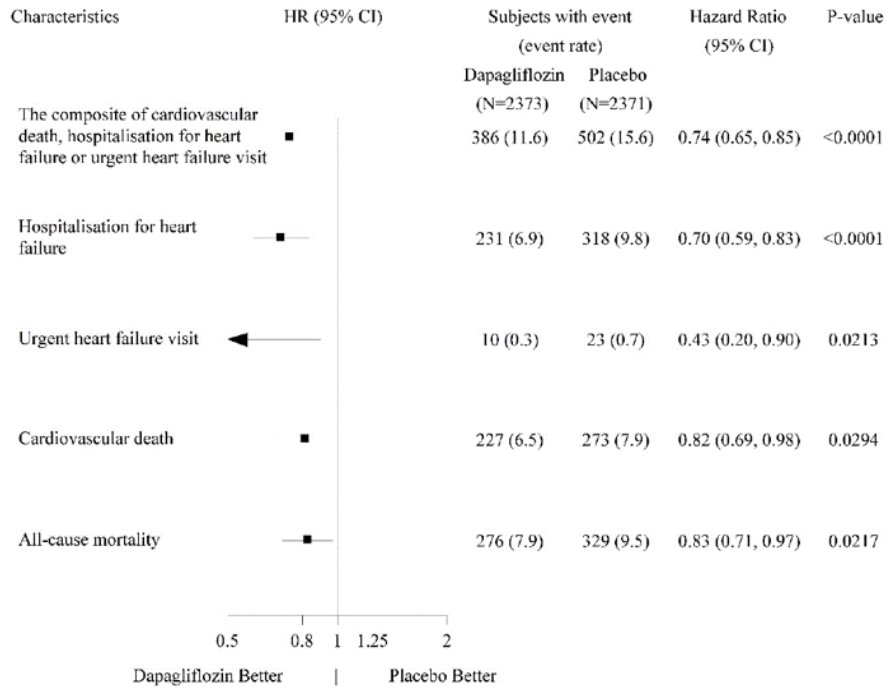 Characteristics HR (95% CI) Subjects with event Hazard Ratio P-value
(event rate) (95% CI)
Dapagliflozin Placebo
(N=2373) (N=2371)
The composite of cardiovascular
death, hospitalisation for heart 386 (11.6) 502 (15.6) 0.74 (0.65, 0.85) <0.0001
failure or urgent heart failure visit
Hospitalisation for heart
failure 231 (6.9) 318 (9.8) 0.70 (0.59, 0.83) <0.0001
Urgent heart failure visit 10 (0.3) 23 (0.7) 0.43 (0.20, 0.90) 0.0213
Cardiovascular death 227 (6.5) 273 (7.9) 0.82 (0.69, 0.98) 0.0294
All-cause mortality 276 (7.9) 329 (9.5) 0.83 (0.71, 0.97) 0.0217
0.5 0.8 1 1.25 2
Dapagliflozin Better | Placebo Better